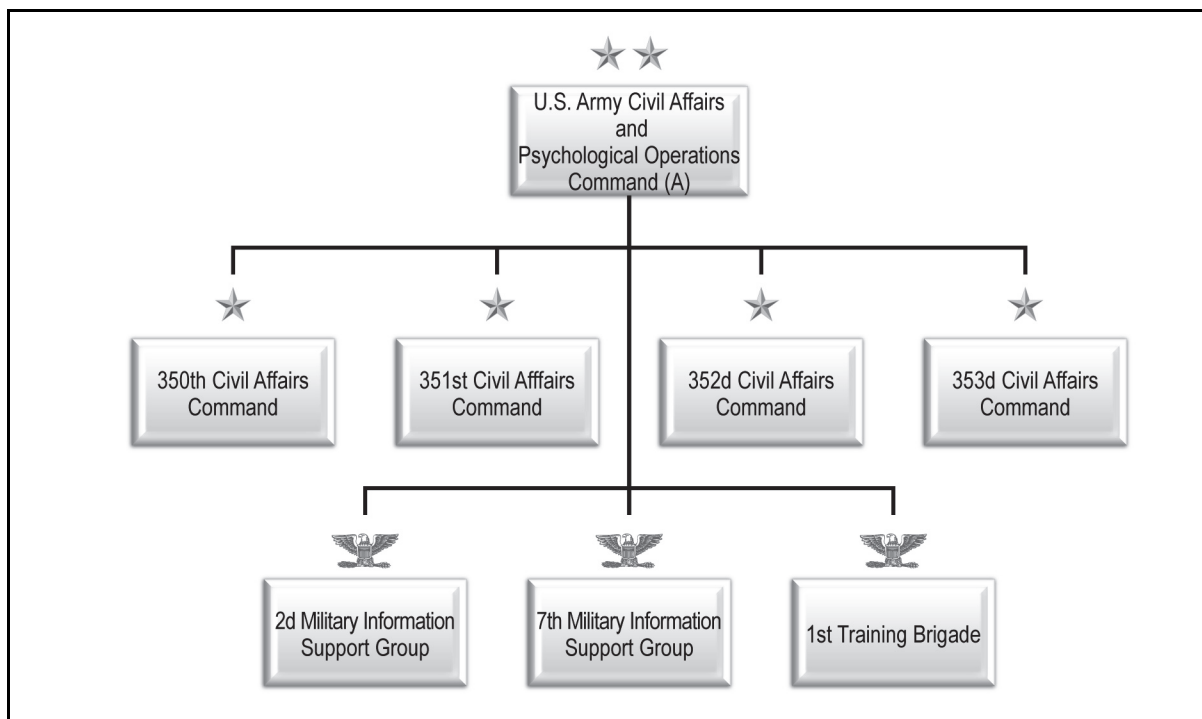 U.S. Army Civil Affairs
and
Psychological Operations
Command (A)
350th Civil Affairs
Command
351st Civil Afffairs
Command
352d Civil Affairs
Command
353d Civil Affairs
Command
2d Military Information
Support Group
7th Military Information
Support Group
1st Training Brigade